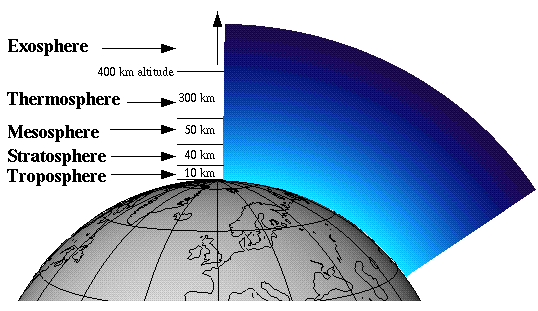 Exosphere
400 km altitude
Thermosphere 300 km
Mesosphere 50 km
Stratosphere 40 km
Troposphere 10 km